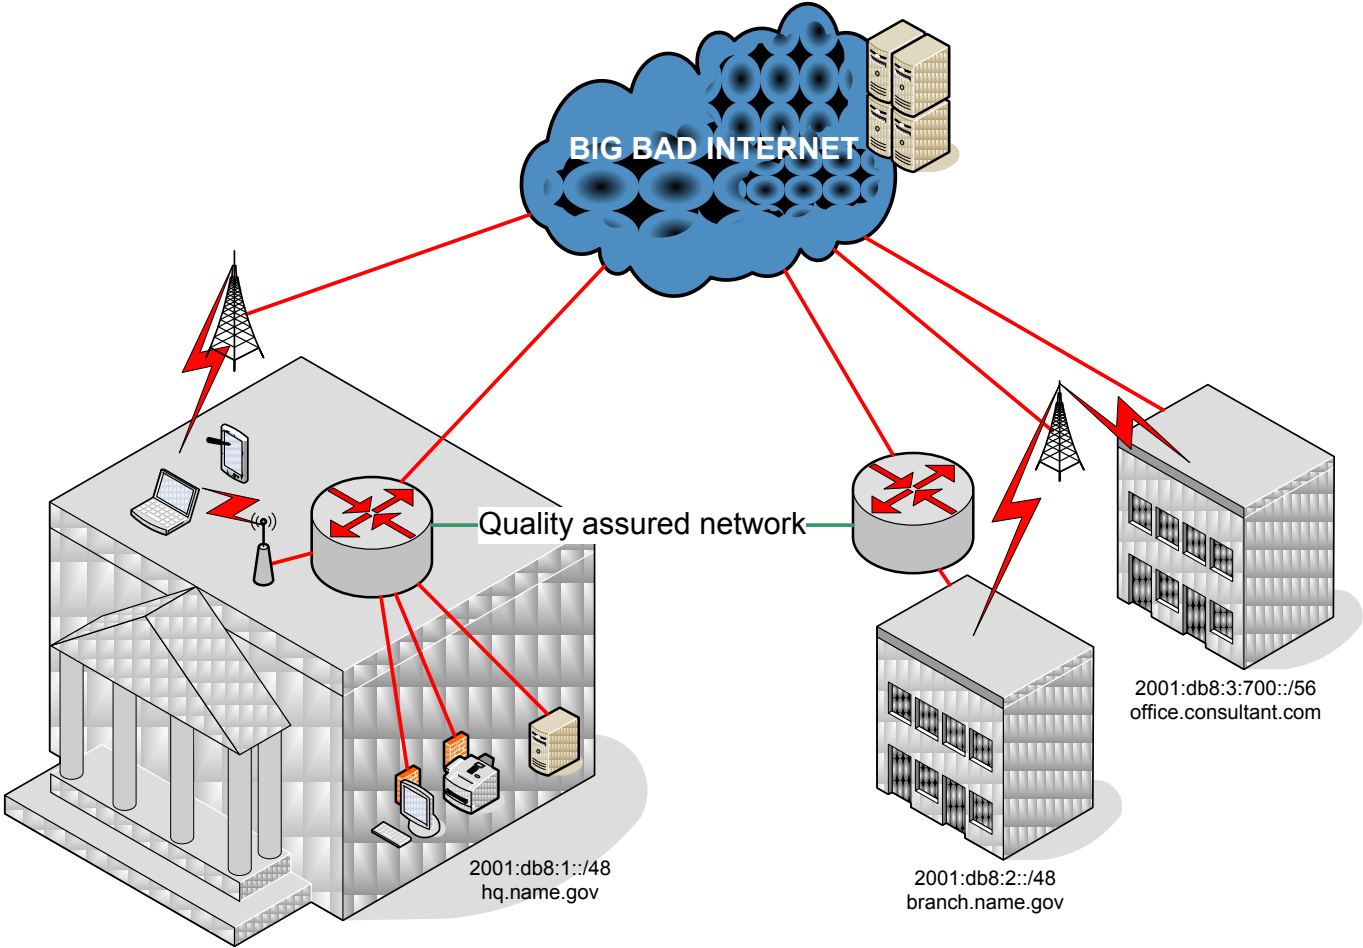 BIG BAD INTERNET
Quality assured network
2001:db8:3:700::/56
office.consultant.com
2001:db8:1::/48
hq.name.gov
2001:db8:2::/48
branch.name.gov